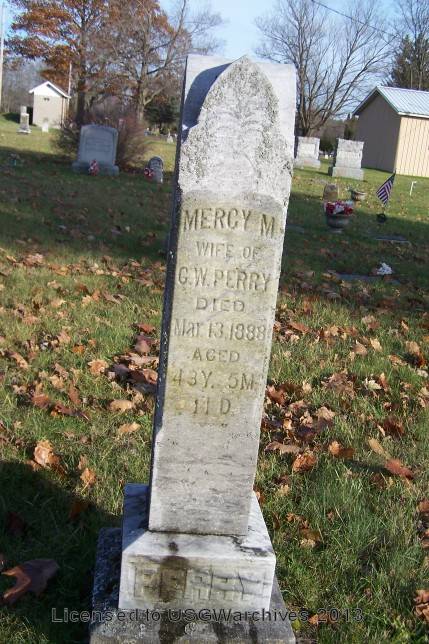 MERCY M.
WIFE OF
G.W. PERRY
DIED
Mar. 13, 1888
AGED
43Y. 5M.
11 D.
PERRY
Licensed to USGWarchives 2013